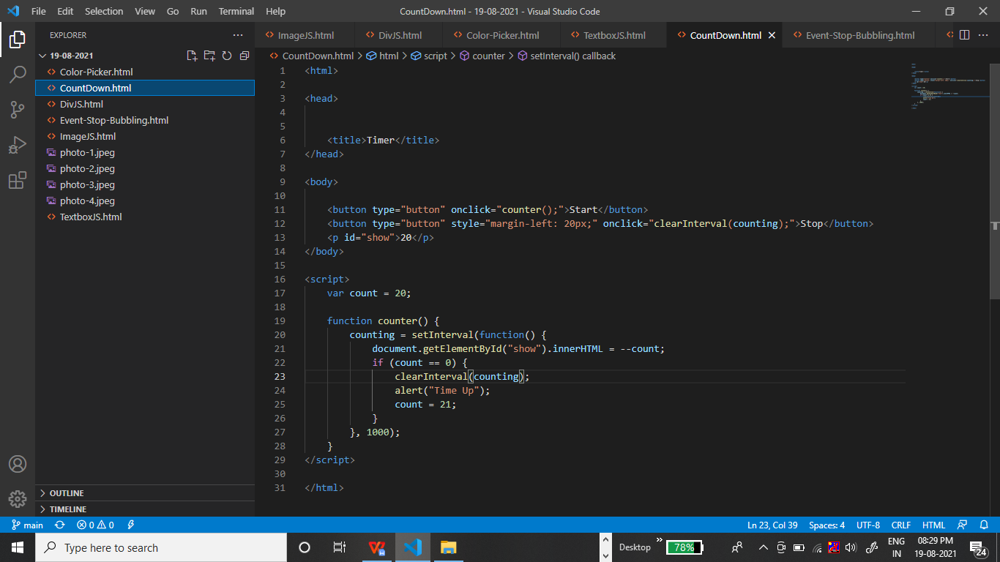 File Edit Selection View Go Run Terminal Help CountDown.html - 19-08-2021 - Visual Studio Code
EXPLORER
ImageJS.html DivJS.html Color-Picker.html TextboxJS.html CountDown.html Event-Stop-Bubbling.html
19-08-2021
CountDown.html > html > script > counter > setInterval() callback
Color-Picker.html
CountDown.html
DivJS.html
Event-Stop-Bubbling.html
ImageJS.html
photo-1.jpeg
photo-2.jpeg
photo-3.jpeg
photo-4.jpeg
TextboxJS.html
OUTLINE
TIMELINE
1 <html>
2
3 <head>
4
5
6     <title>Timer</title>
7 </head>
8
9 <body>
10
11     <button type="button" onclick="counter();">Start</button>
12     <button type="button" style="margin-left: 20px;" onclick="clearInterval(counting);">Stop</button>
13     <p id="show">20</p>
14 </body>
15
16 <script>
17     var count = 20;
18
19     function counter() {
20         counting = setInterval(function() {
21             document.getElementById("show").innerHTML = --count;
22             if (count == 0) {
23                 clearInterval(counting);
24                 alert("Time Up");
25                 count = 21;
26             }
27         }, 1000);
28     }
29 </script>
30
31 </html>
main 0 0 Ln 23, Col 39 Spaces: 4 UTF-8 CRLF HTML
Type here to search
Desktop
78%
ENG
IN
08:29 PM
19-08-2021
24